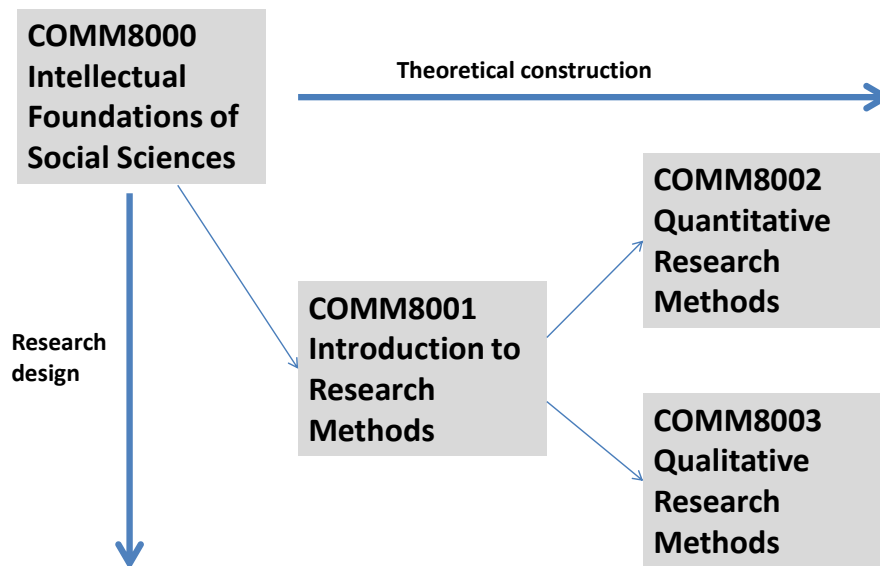 COMM8000
Intellectual
Foundations of
Social Sciences
Theoretical construction
COMM8002
Quantitative
Research
Methods
COMM8001
Introduction to
Research
Methods
Research
design
COMM8003
Qualitative
Research
Methods